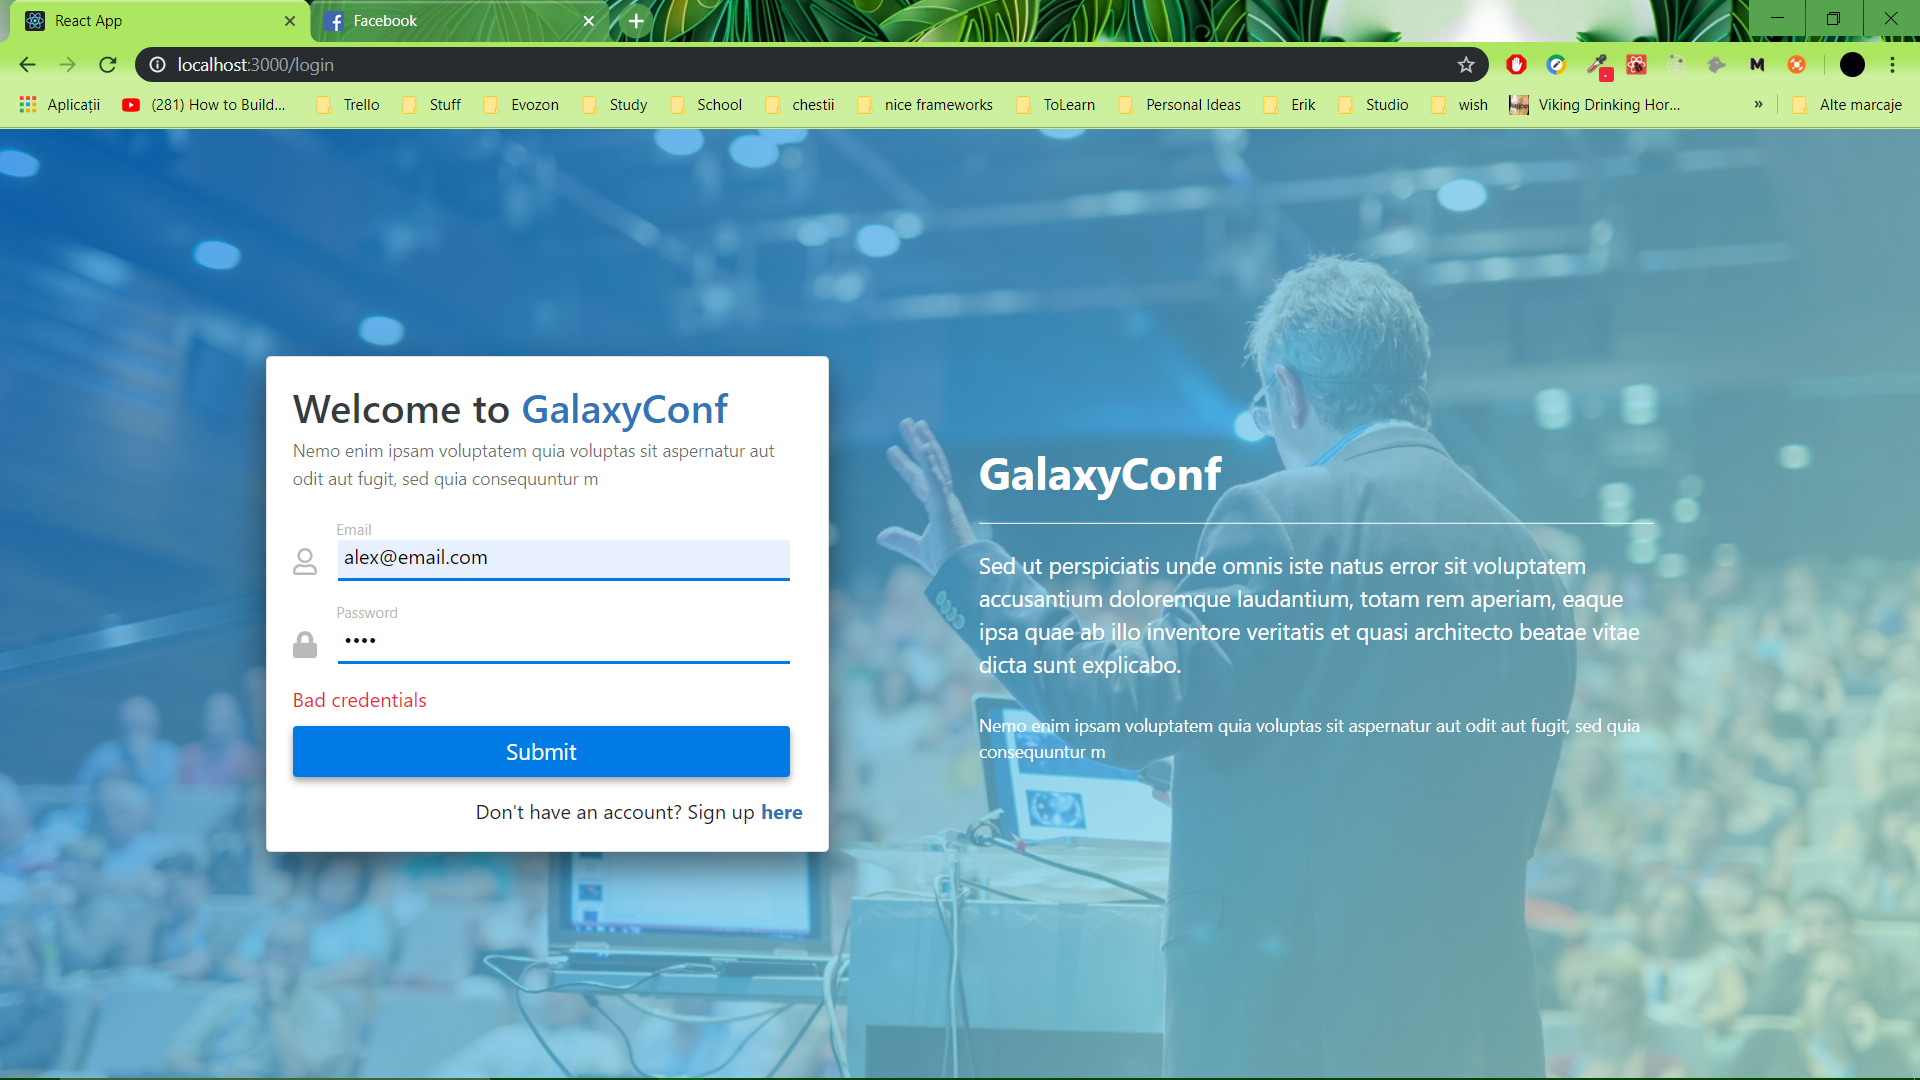 React App
Facebook
localhost:3000/login
Aplicații
(281) How to Build...
Trello
Stuff
Evozon
Study
School
chestii
nice frameworks
ToLearn
Personal Ideas
Erik
Studio
wish
Viking Drinking Hor...
»
Alte marcaje
Welcome to GalaxyConf
Nemo enim ipsam voluptatem quia voluptas sit aspernatur aut
odit aut fugit, sed quia consequuntur m
Email
alex@email.com
Password
••••
Bad credentials
Submit
Don't have an account? Sign up here
GalaxyConf
Sed ut perspiciatis unde omnis iste natus error sit voluptatem
accusantium doloremque laudantium, totam rem aperiam, eaque
ipsa quae ab illo inventore veritatis et quasi architecto beatae vitae
dicta sunt explicabo.
Nemo enim ipsam voluptatem quia voluptas sit aspernatur aut odit aut fugit, sed quia
consequuntur m